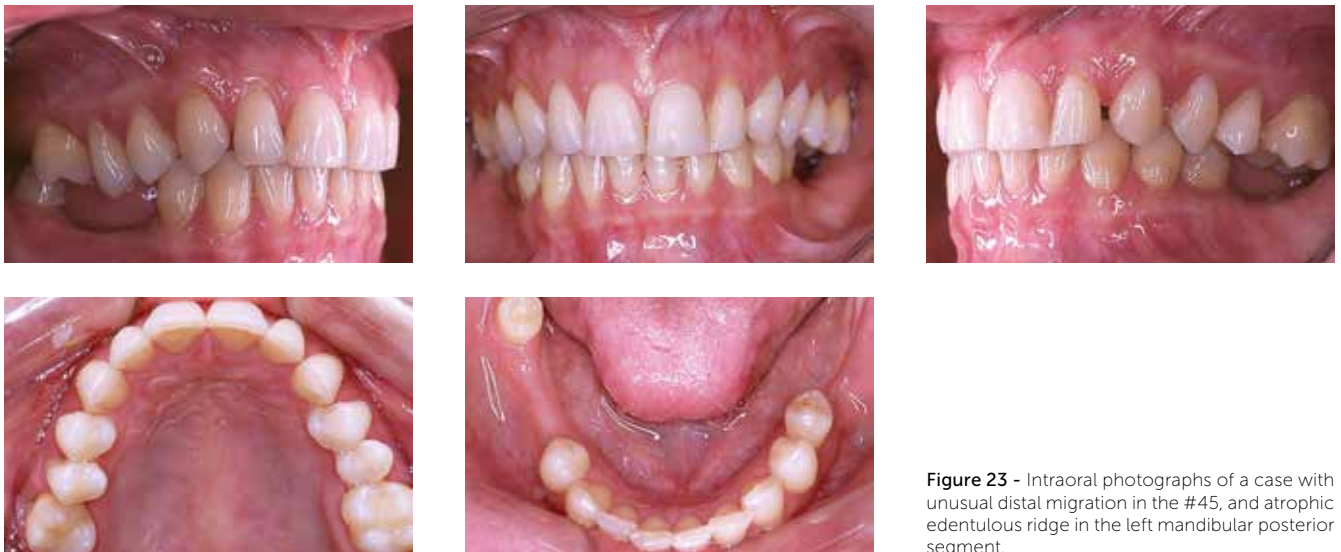 Figure 23 - Intraoral photographs of a case with
unusual distal migration in the #45, and atrophic
edentulous ridge in the left mandibular posterior
segment.